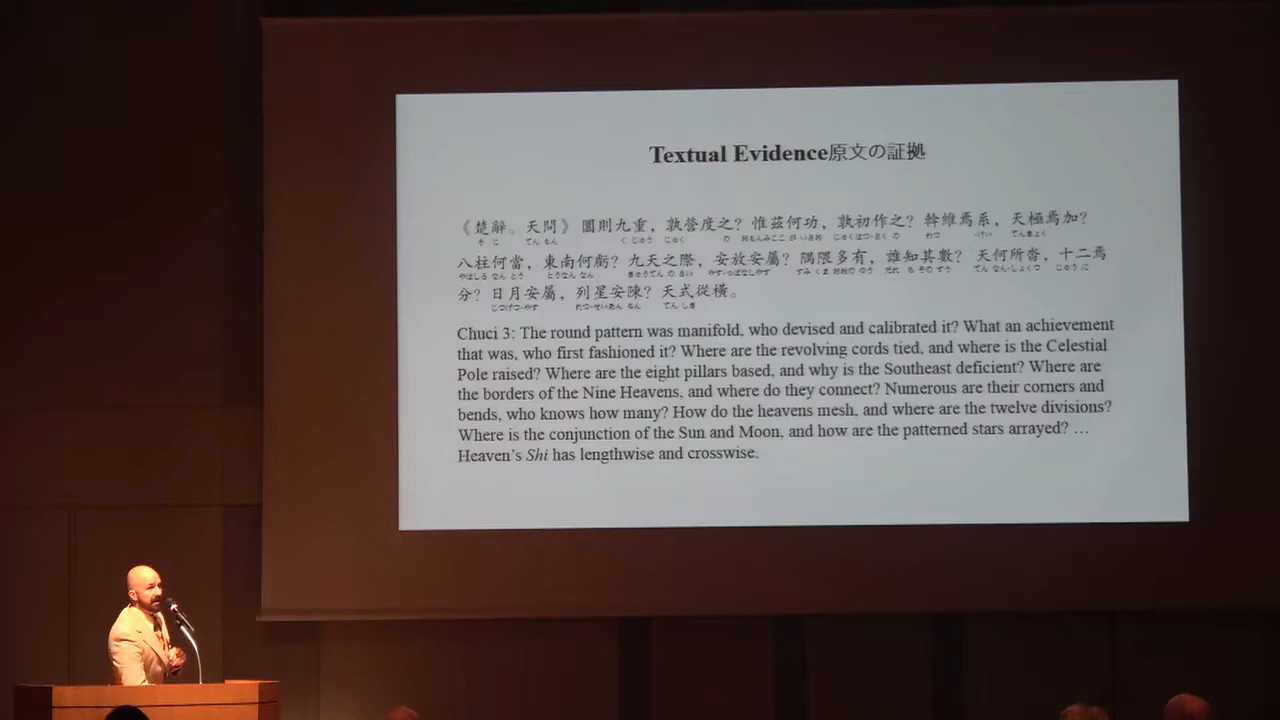 Textual Evidence原文の証拠
《楚辭。天問》圜則九重，孰營度之？惟茲何功，孰初作之？斡維焉系，天極焉加？
八柱何當，東南何虧？九天之際，安放安屬？隅隈多有，誰知其數？天何所沓，十二焉
分？日月安屬，列星安陳？天式從橫。
Chuci 3: The round pattern was manifold, who devised and calibrated it? What an achievement
that was, who first fashioned it? Where are the revolving cords tied, and where is the Celestial
Pole raised? Where are the eight pillars based, and why is the Southeast deficient? Where are
the borders of the Nine Heavens, and where do they connect? Numerous are their corners and
bends, who knows how many? How do the heavens mesh, and where are the twelve divisions?
Where is the conjunction of the Sun and Moon, and how are the patterned stars arrayed? …
Heaven's Shi has lengthwise and crosswise.